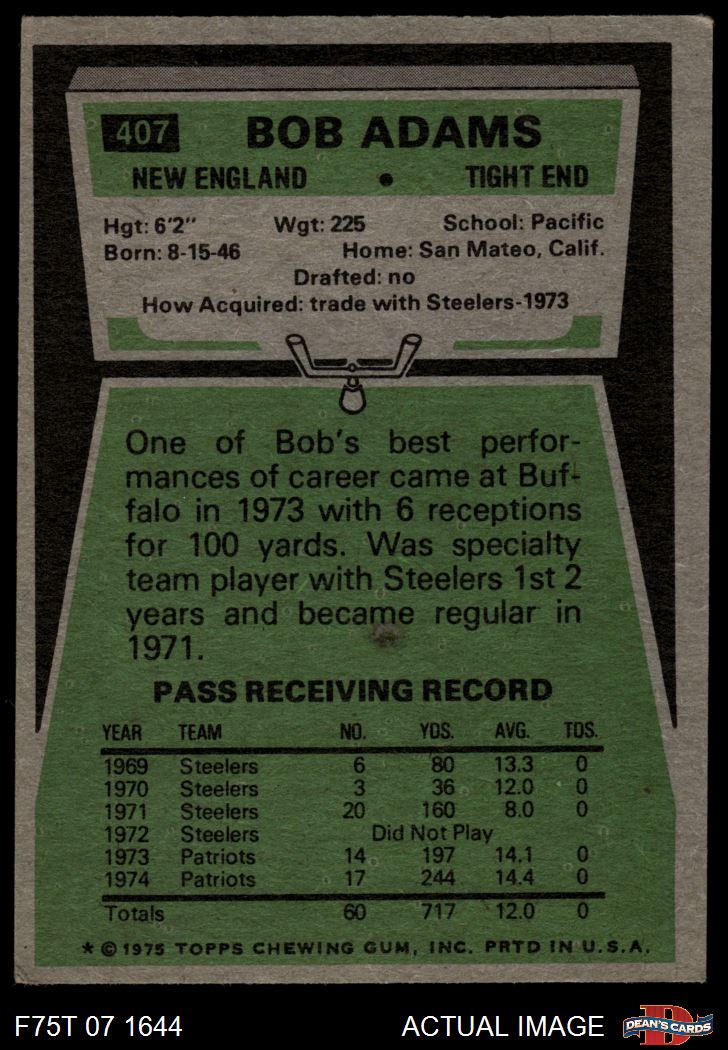 407 BOB ADAMS
NEW ENGLAND • TIGHT END
Hgt: 6'2" Wgt: 225 School: Pacific
Born: 8-15-46 Home: San Mateo, Calif.
Drafted: no
How Acquired: trade with Steelers-1973
One of Bob's best perfor-
mances of career came at Buf-
falo in 1973 with 6 receptions
for 100 yards. Was specialty
team player with Steelers 1st 2
years and became regular in
1971.
PASS RECEIVING RECORD
YEAR TEAM NO. YDS. AVG. TDS.
1969 Steelers 6 80 13.3 0
1970 Steelers 3 36 12.0 0
1971 Steelers 20 160 8.0 0
1972 Steelers Did Not Play
1973 Patriots 14 197 14.1 0
1974 Patriots 17 244 14.4 0
Totals 60 717 12.0 0
* © 1975 TOPPS CHEWING GUM, INC. PRTD IN U.S.A.
F75T 07 1644 ACTUAL IMAGE D DEAN'S CARDS